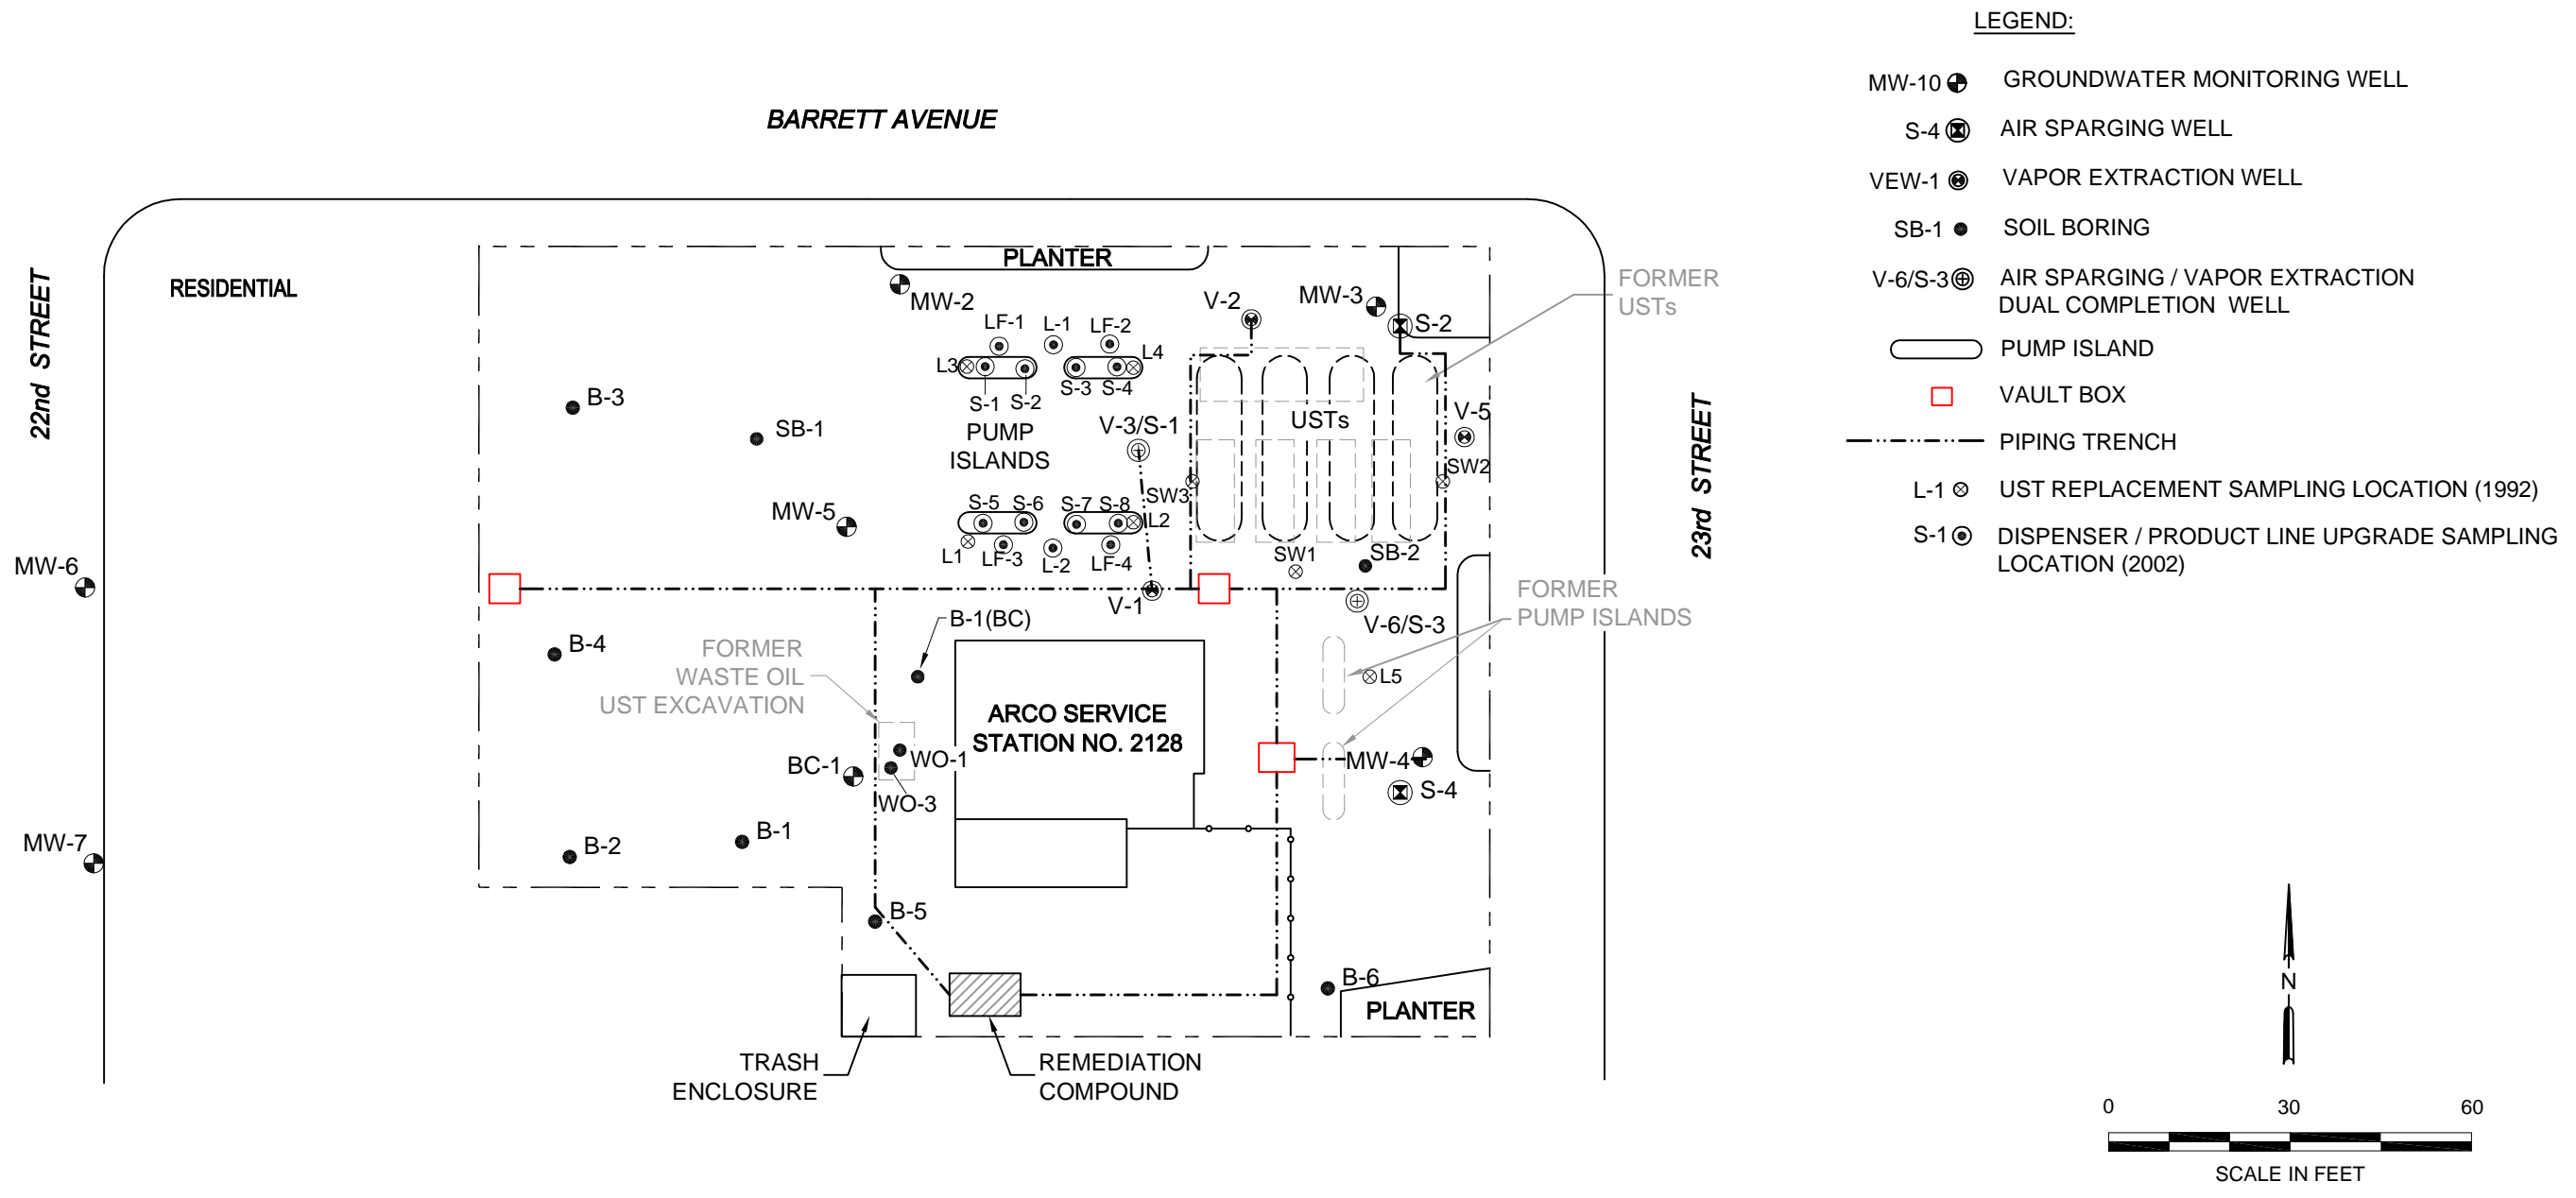 LEGEND:
MW-10 GROUNDWATER MONITORING WELL
S-4 AIR SPARGING WELL
VEW-1 VAPOR EXTRACTION WELL
SB-1 SOIL BORING
V-6/S-3 AIR SPARGING / VAPOR EXTRACTION
DUAL COMPLETION WELL
PUMP ISLAND
VAULT BOX
PIPING TRENCH
L-1 UST REPLACEMENT SAMPLING LOCATION (1992)
S-1 DISPENSER / PRODUCT LINE UPGRADE SAMPLING
LOCATION (2002)
BARRETT AVENUE
22nd STREET
23rd STREET
RESIDENTIAL
PLANTER
MW-2
V-2
MW-3
S-2
FORMER
USTs
LF-1
L-1
LF-2
L3
L4
S-1
S-2
S-3
S-4
B-3
SB-1
PUMP
ISLANDS
V-3/S-1
USTs
V-5
SW2
SW3
MW-5
S-5
S-6
S-7
S-8
L2
L1
LF-3
L-2
LF-4
SW1
SB-2
MW-6
V-1
V-6/S-3
FORMER
PUMP ISLANDS
B-1(BC)
B-4
FORMER
WASTE OIL
UST EXCAVATION
L5
ARCO SERVICE
STATION NO. 2128
BC-1
WO-1
WO-3
MW-4
S-4
MW-7
B-2
B-1
B-5
B-6
PLANTER
TRASH
ENCLOSURE
REMEDIATION
COMPOUND
N
0 30 60
SCALE IN FEET